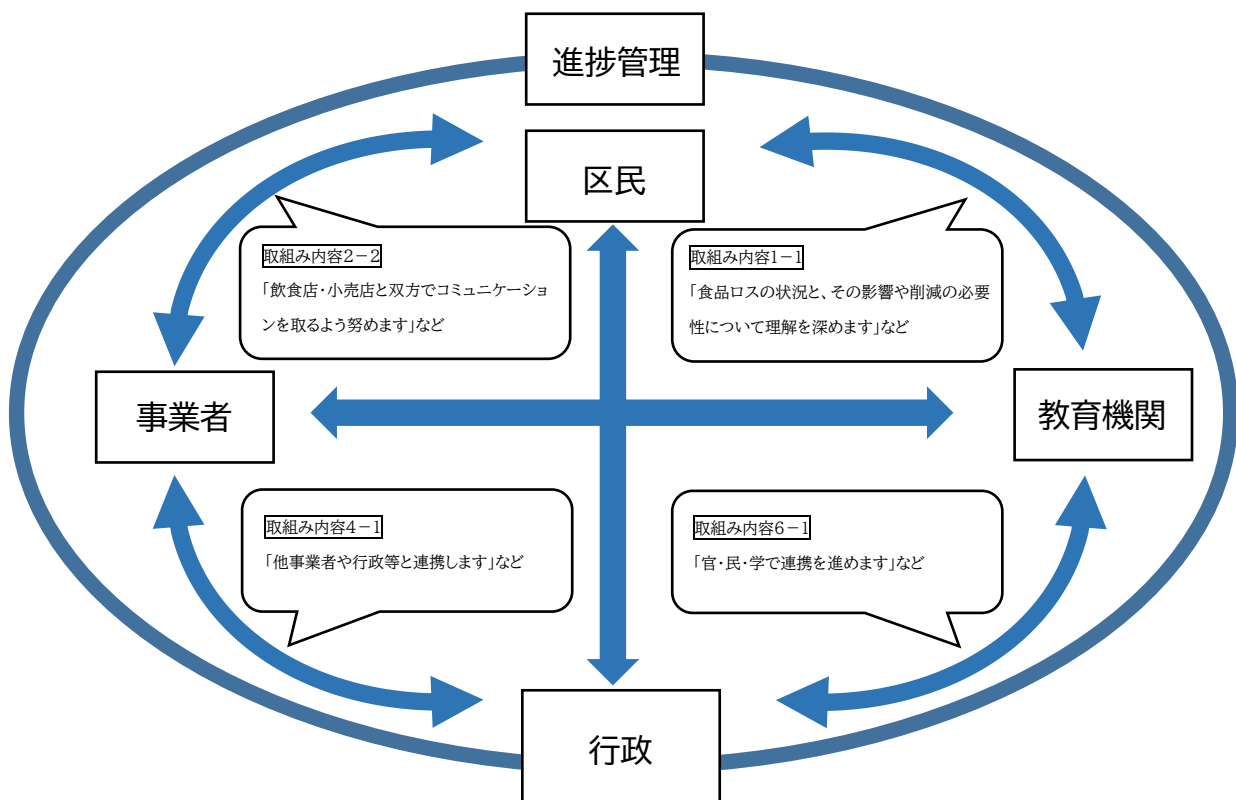 進捗管理
区民
取組み内容2－2
「飲食店・小売店と双方でコミュニケーショ
ンを取るよう努めます」など
取組み内容1－1
「食品ロスの状況と、その影響や削減の必要
性について理解を深めます」など
事業者
教育機関
取組み内容4－1
「他事業者や行政等と連携します」など
取組み内容6－1
「官・民・学で連携を進めます」など
行政